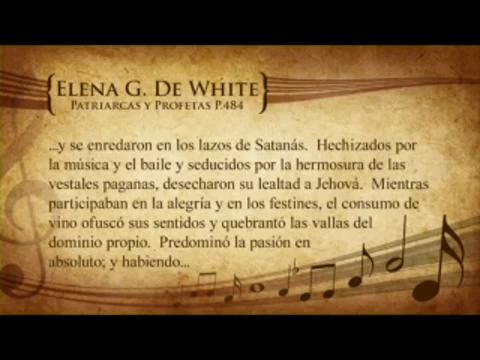 {ELENA G. DE WHITE}
PATRIARCAS Y PROFETAS P.484
...y se enredaron en los lazos de Satanás. Hechizados por
la música y el baile y seducidos por la hermosura de las
vestales paganas, desecharon su lealtad a Jehová. Mientras
participaban en la alegría y en los festines, el consumo de
vino ofuscó sus sentidos y quebrantó las vallas del
dominio propio. Predominó la pasión en
absoluto; y habiendo...